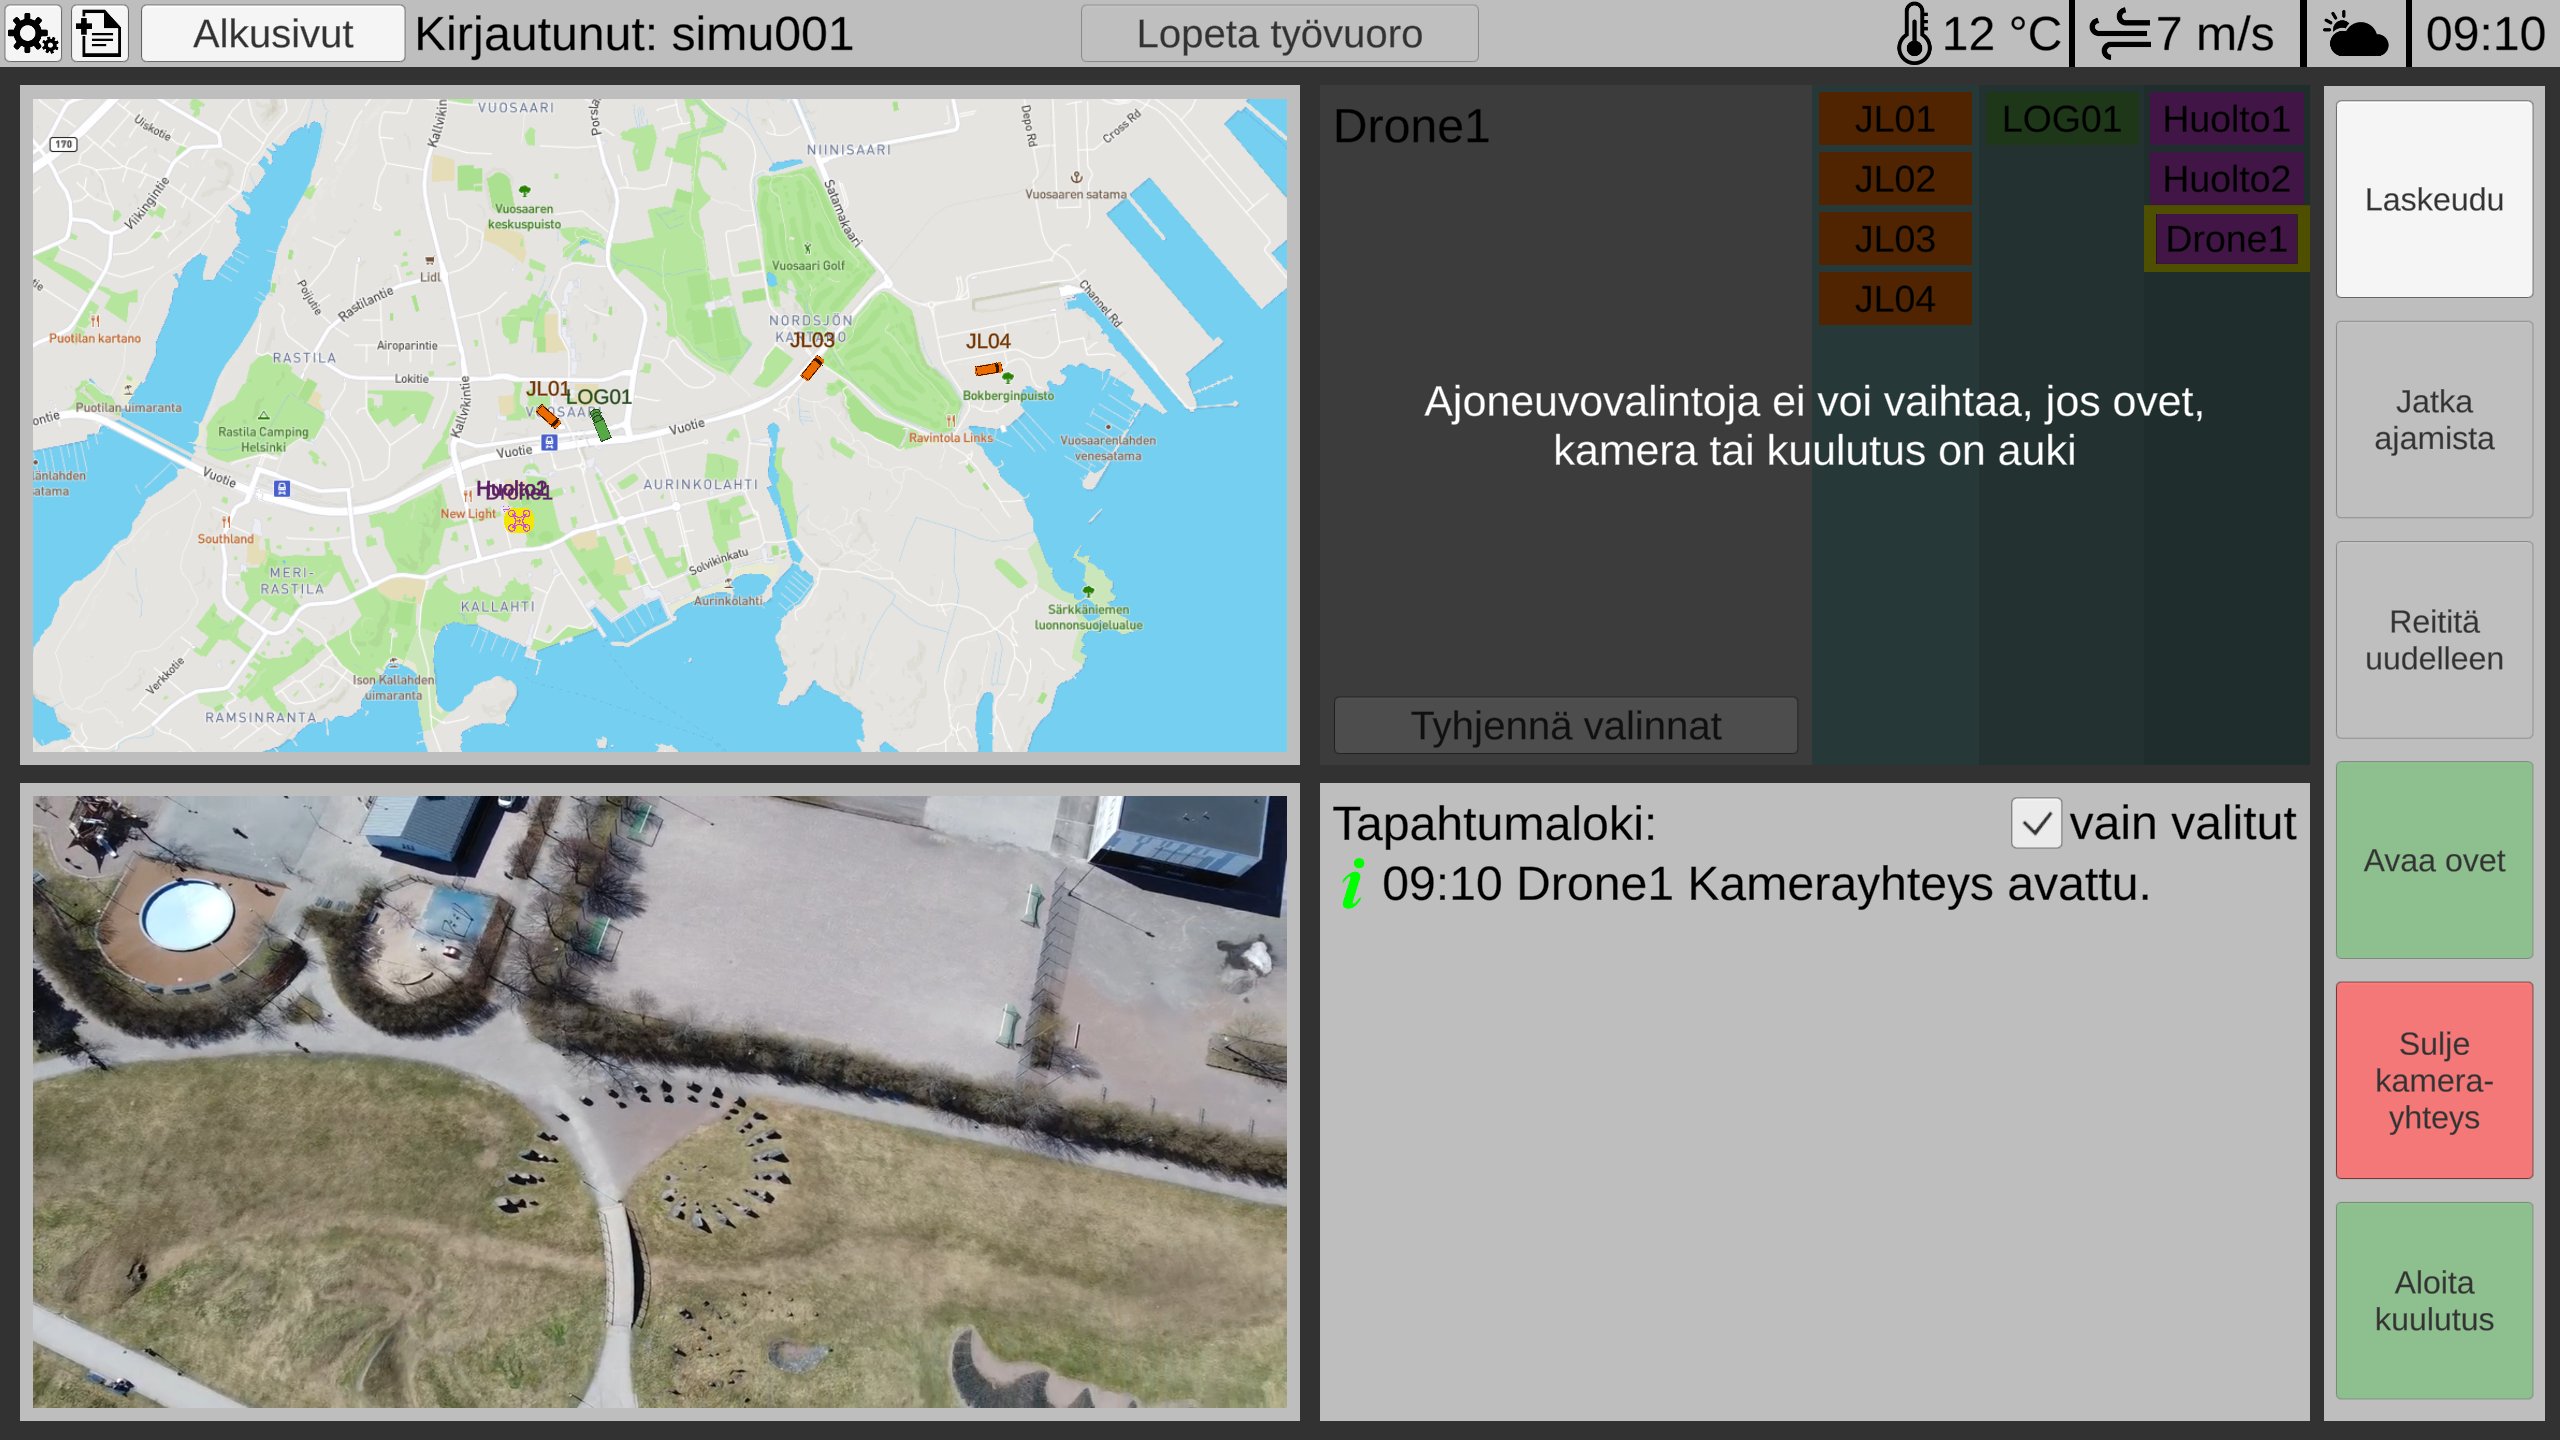 Alkusivut
Kirjautunut: simu001
Lopeta työvuoro
12 °C
7 m/s
09:10
VUOSAARI
Uiskotie
170
Viikingintie
Kallvikin
Porsla
NIINISAARI
Depo Rd
Cross Rd
Satamakaari
Vuosaaren satama
Vuosaaren
keskuspuisto
Lidl
Vuosaari Golf
Channel Rd
Poijutie
Rastilantie
Puotilan kartano
Airoparintie
RASTILA
NORDSJÖN
JL03
JL04
Lokitie
Kallvikintie
JL01
LOG01
Bokberginpuisto
Puotilan uimaranta
ontie
Rastila Camping
Helsinki
Vuotie
Vuotie
Vuotie
Ravintola Links
Vuosaarenlahden
venesatama
änlahden
atama
Huolto2
Drone1
AURINKOLAHTI
New Light
Southland
Solvikinkatu
MERI-
RASTILA
KALLAHTI
Aurinkolahti
Särkkäniemen
luonnonsuojelualue
Verkkotie
Ison Kallahden
uimaranta
RAMSINRANTA
Drone1
JL01
LOG01
Huolto1
JL02
Huolto2
JL03
Drone1
JL04
Ajoneuvovalintoja ei voi vaihtaa, jos ovet,
kamera tai kuulutus on auki
Tyhjennä valinnat
Tapahtumaloki:
vain valitut
09:10 Drone1 Kamerayhteys avattu.
Laskeudu
Jatka
ajamista
Reititä
uudelleen
Avaa ovet
Sulje
kamera-
yhteys
Aloita
kuulutus